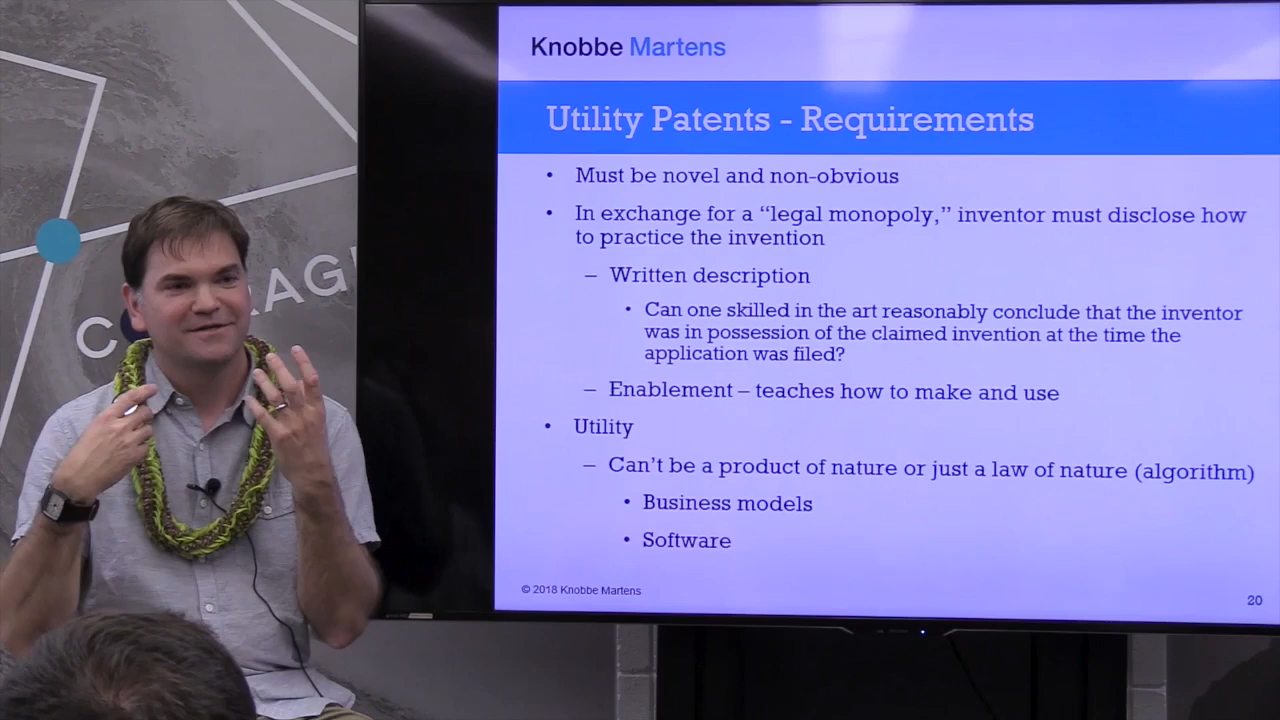 Knobbe Martens
Utility Patents - Requirements
• Must be novel and non-obvious
• In exchange for a “legal monopoly,” inventor must disclose how
to practice the invention
– Written description
• Can one skilled in the art reasonably conclude that the inventor
was in possession of the claimed invention at the time the
application was filed?
– Enablement – teaches how to make and use
• Utility
– Can’t be a product of nature or just a law of nature (algorithm)
• Business models
• Software
© 2018 Knobbe Martens
20